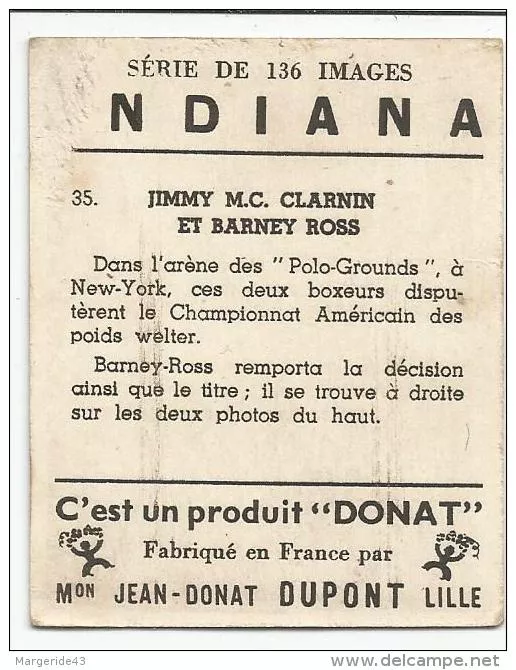 SÉRIE DE 136 IMAGES
NDIANA
35. JIMMY M.C. CLARNIN
ET BARNEY ROSS
Dans l'arène des "Polo-Grounds", à
New-York, ces deux boxeurs dispu-
tèrent le Championnat Américain des
poids welter.
Barney-Ross remporta la décision
ainsi que le titre ; il se trouve à droite
sur les deux photos du haut.
C'est un produit "DONAT"
Fabriqué en France par
MON JEAN-DONAT DUPONT LILLE
Margeride43
delcampe.net